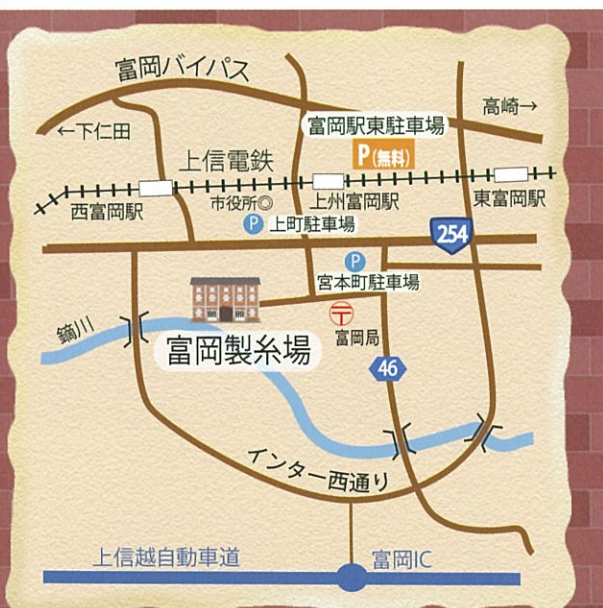 富岡バイパス
高崎→
←下仁田
富岡駅東駐車場
P(無料)
上信電鉄
西富岡駅
市役所◎
上州富岡駅
東富岡駅
P 上町駐車場
254
P
宮本町駐車場
〒
富岡局
鏑川
富岡製糸場
46
インター西通り
上信越自動車道
富岡IC